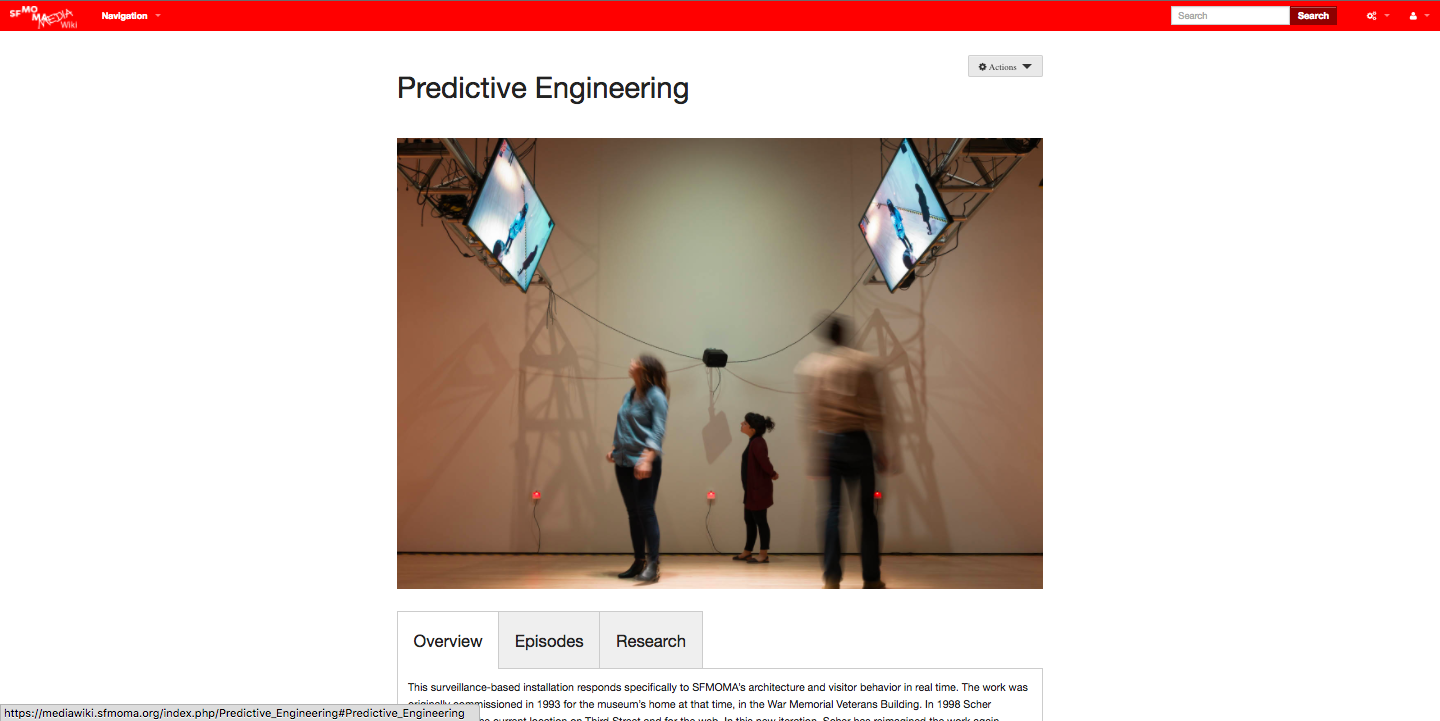 SFMOMA MEDIA Wiki
Navigation
Search
Search
Actions
Predictive Engineering
Overview
Episodes
Research
This surveillance-based installation responds specifically to SFMOMA's architecture and visitor behavior in real time. The work was
originally commissioned in 1993 for the museum's home at that time, in the War Memorial Veterans Building. In 1998 Scher
current location on Third Street and for the web. In this new iteration, Scher has reimagined the work again
https://mediawiki.sfmoma.org/index.php/Predictive_Engineering#Predictive_Engineering